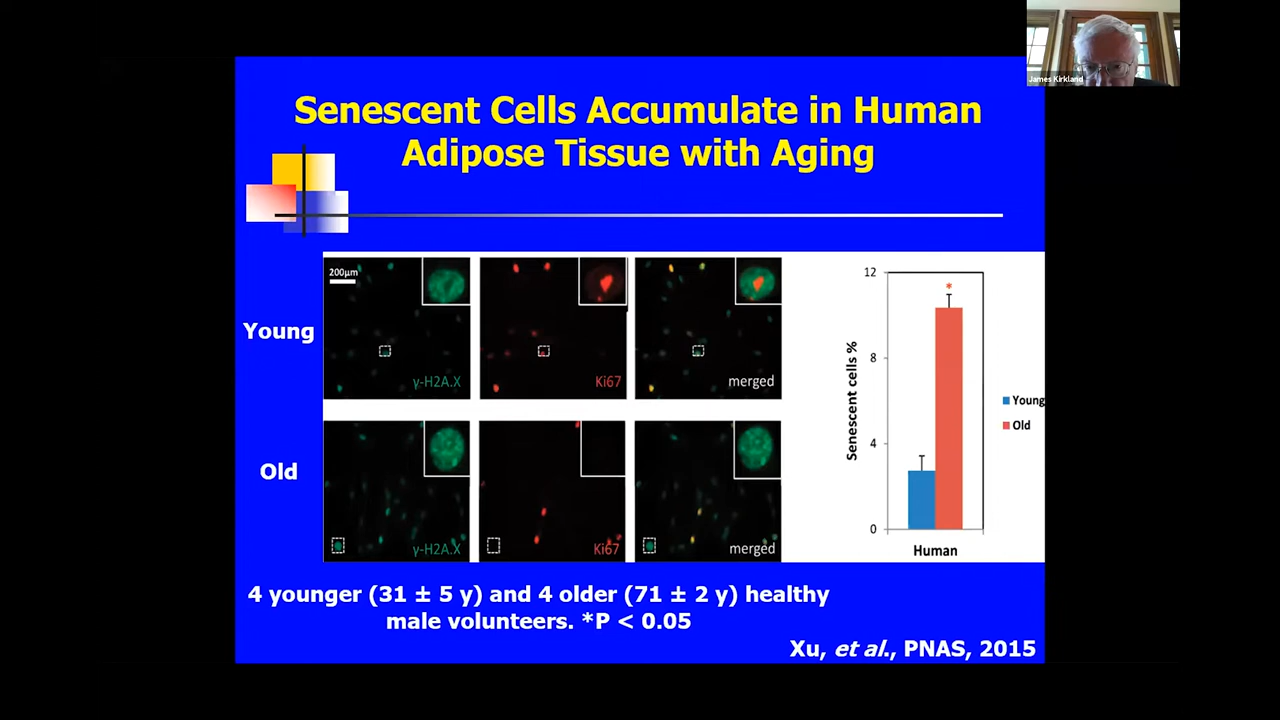 James Kirkland
Senescent Cells Accumulate in Human
Adipose Tissue with Aging
Young
200µm
γ-H2A.X
Ki67
merged
Old
γ-H2A.X
Ki67
merged
Senescent cells %
12
8
4
0
*
Human
Young
Old
4 younger (31 ± 5 y) and 4 older (71 ± 2 y) healthy
male volunteers. *P < 0.05
Xu, et al., PNAS, 2015